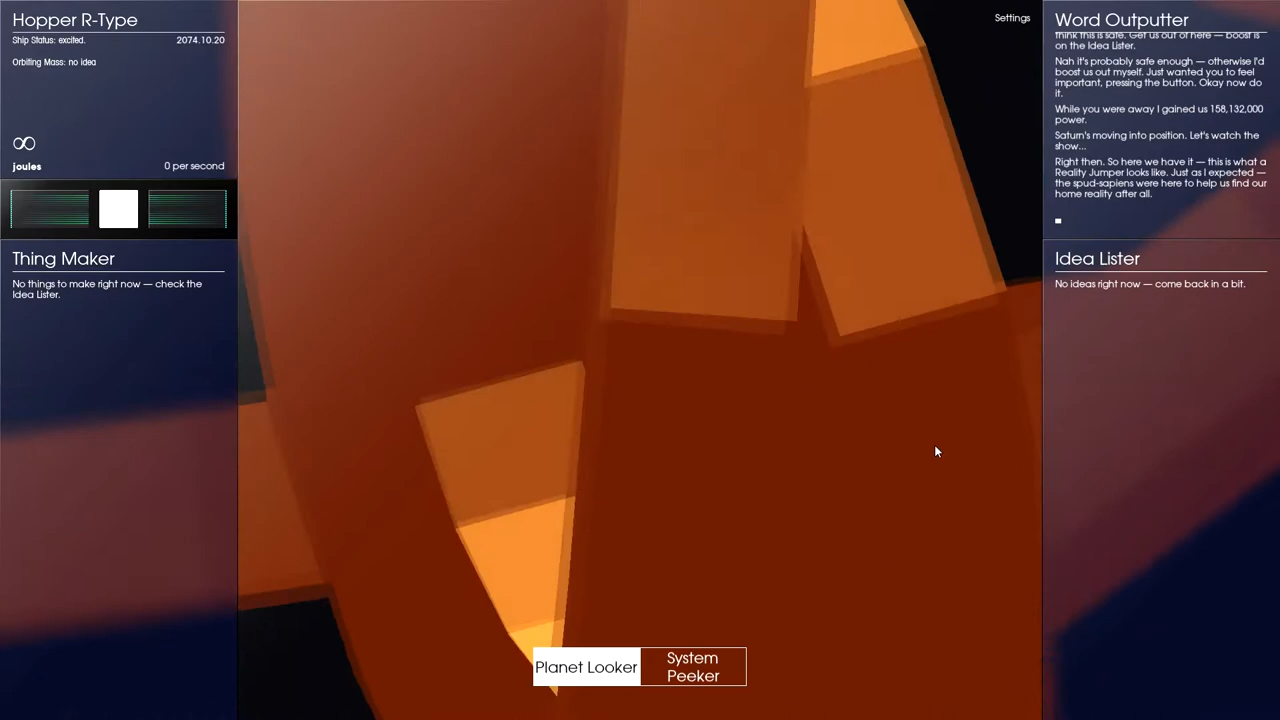 Hopper R-Type
Ship Status: excited.
2074.10.20
Orbiting Mass: no idea
∞
joules
0 per second
Thing Maker
No things to make right now — check the
Idea Lister.
Settings
Planet Looker
System
Peeker
Word Outputter
think this is safe. Get us out of here — boost is
on the Idea Lister.
Nah it's probably safe enough — otherwise I'd
boost us out myself. Just wanted you to feel
important, pressing the button. Okay now do
it.
While you were away I gained us 158,132,000
power.
Saturn's moving into position. Let's watch the
show...
Right then. So here we have it — this is what a
Reality Jumper looks like. Just as I expected —
the spud-sapiens were here to help us find our
home reality after all.
Idea Lister
No ideas right now — come back in a bit.